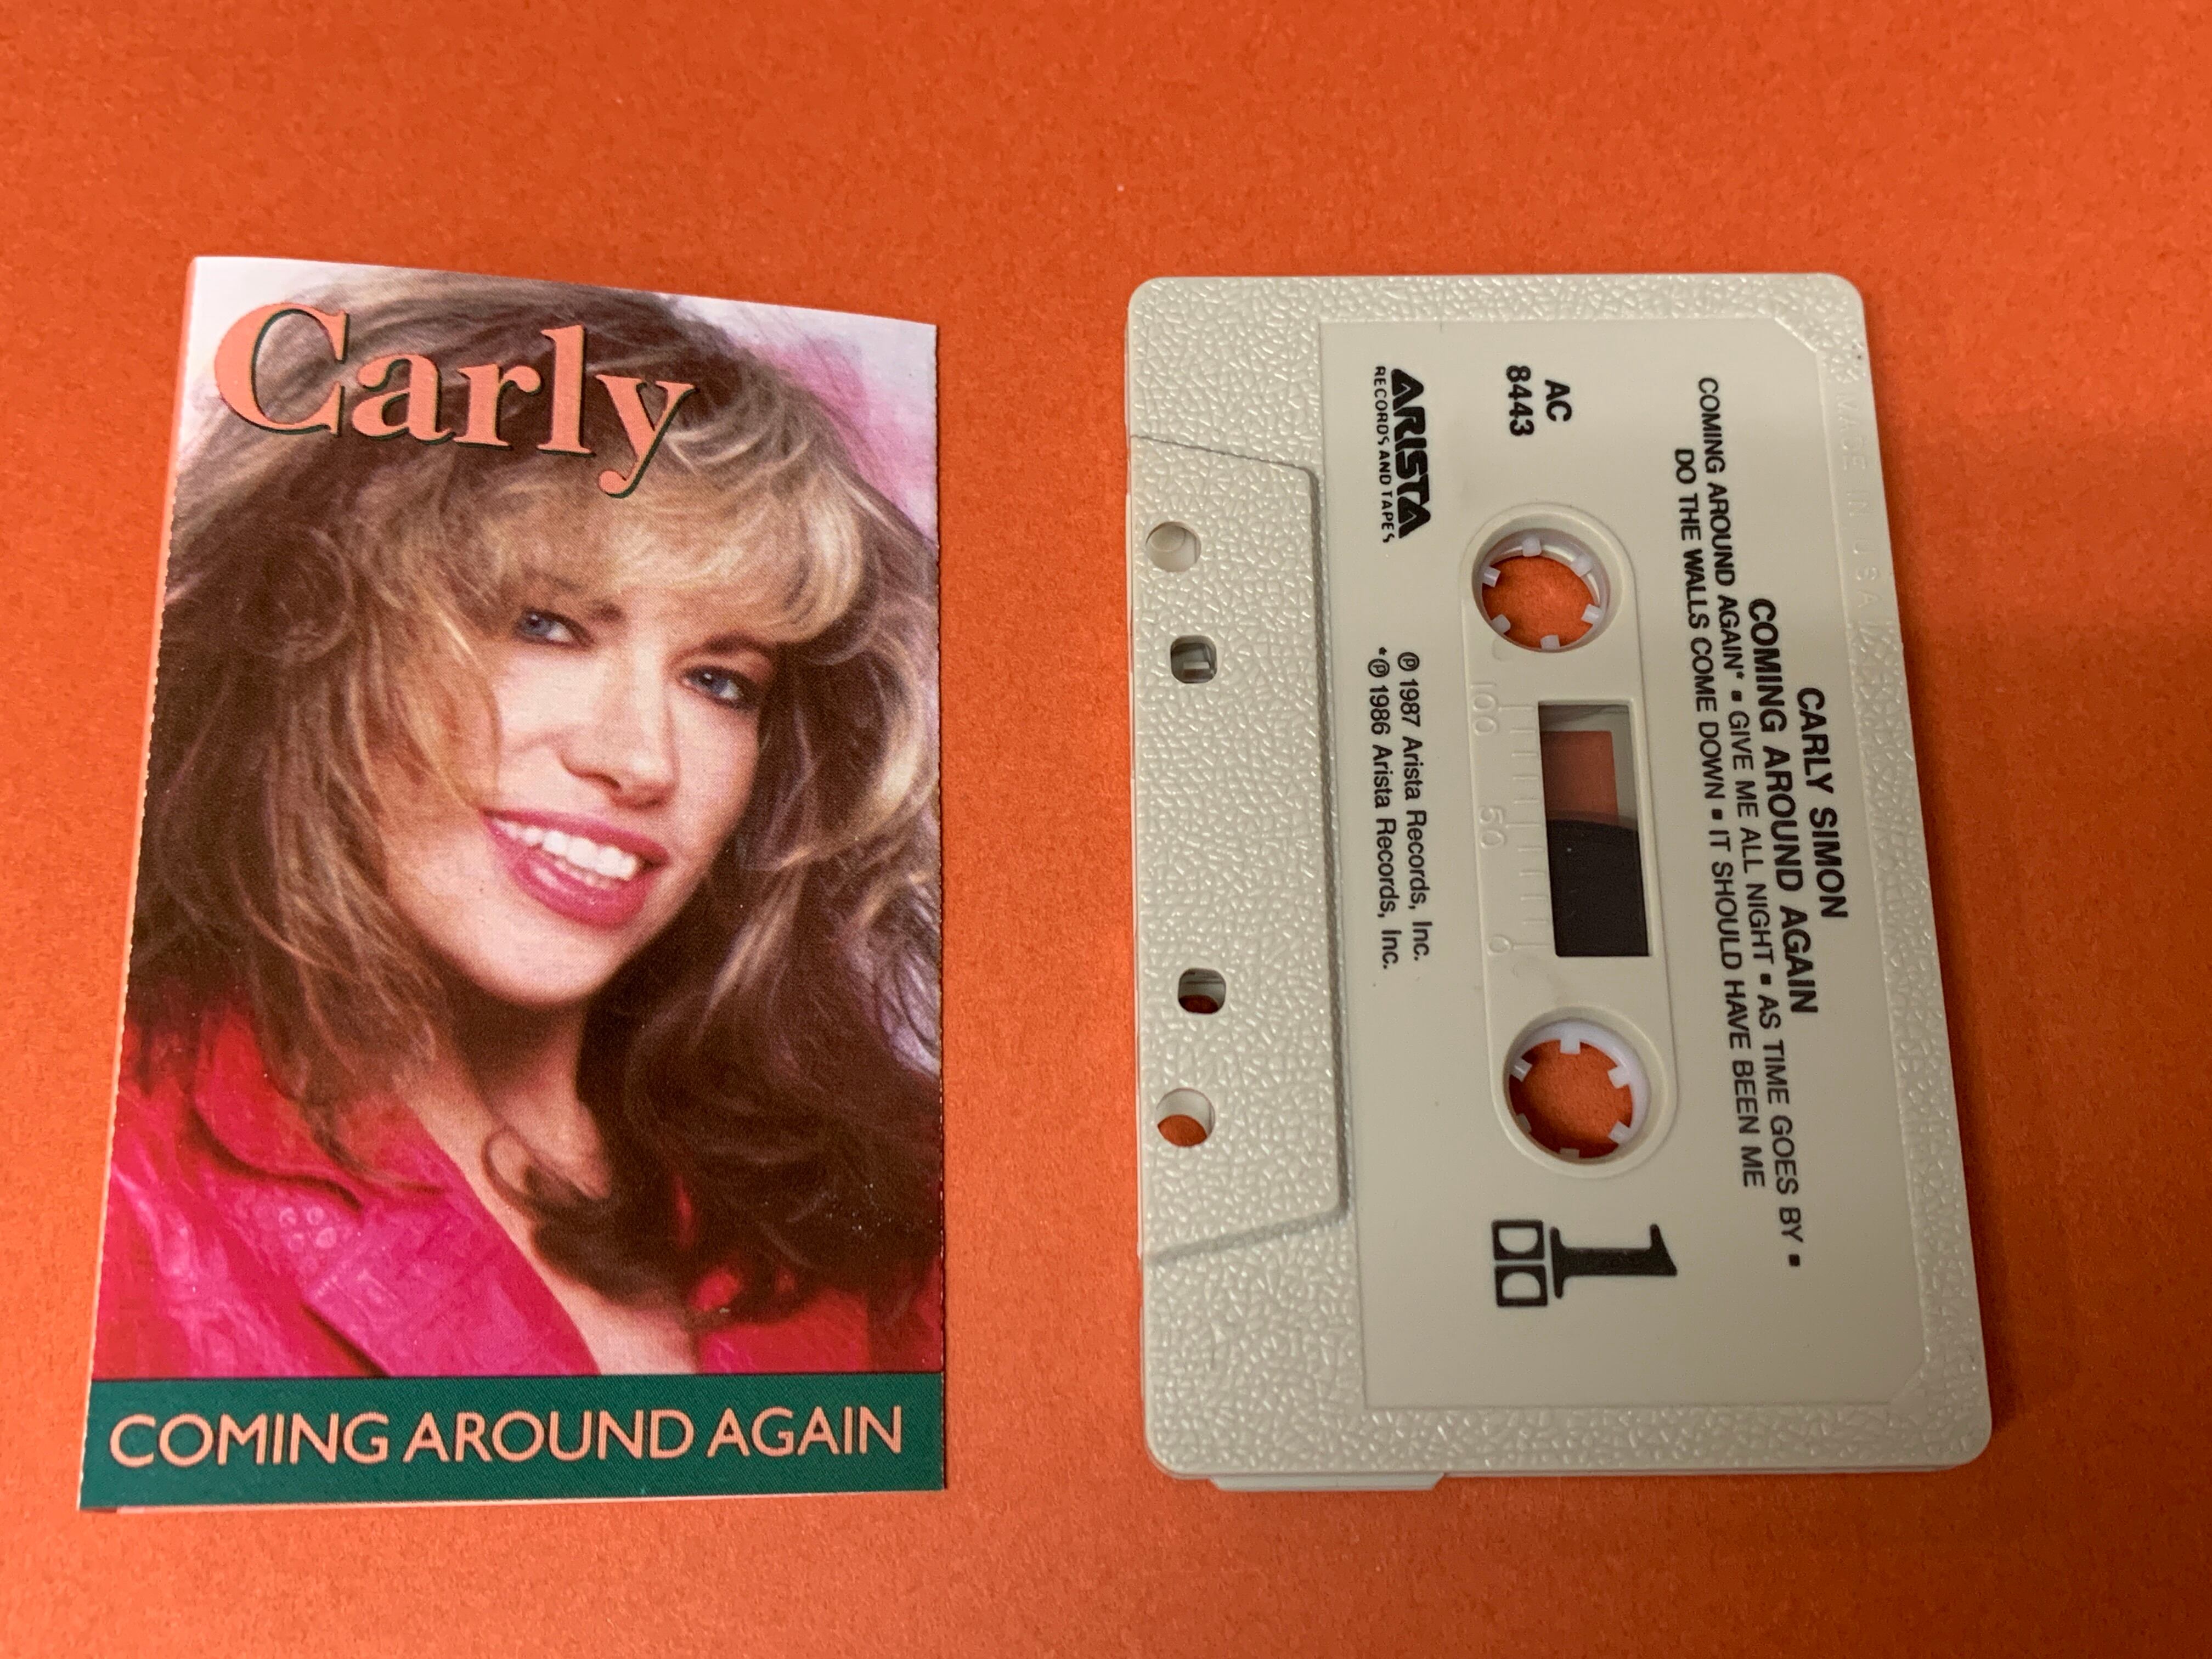 Carly
COMING AROUND AGAIN
CARLY SIMON
COMING AROUND AGAIN
COMING AROUND AGAIN* ▪ GIVE ME ALL NIGHT ▪ AS TIME GOES BY ▪
DO THE WALLS COME DOWN ▪ IT SHOULD HAVE BEEN ME
AC
8443
1
100 50 0
ARISTA
RECORDS AND TAPES
℗ 1987 Arista Records, Inc.
*℗ 1986 Arista Records, Inc.
MADE IN U.S.A.